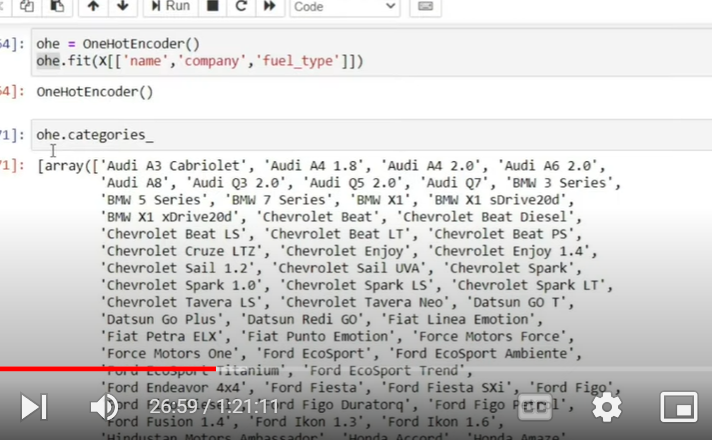 Run
Code
64]: ohe = OneHotEncoder()
ohe.fit(X[['name','company','fuel_type']])
64]: OneHotEncoder()
71]: ohe.categories_
71]: [array(['Audi A3 Cabriolet', 'Audi A4 1.8', 'Audi A4 2.0', 'Audi A6 2.0',
'Audi A8', 'Audi Q3 2.0', 'Audi Q5 2.0', 'Audi Q7', 'BMW 3 Series',
'BMW 5 Series', 'BMW 7 Series', 'BMW X1', 'BMW X1 sDrive20d',
'BMW X1 xDrive20d', 'Chevrolet Beat', 'Chevrolet Beat Diesel',
'Chevrolet Beat LS', 'Chevrolet Beat LT', 'Chevrolet Beat PS',
'Chevrolet Cruze LTZ', 'Chevrolet Enjoy', 'Chevrolet Enjoy 1.4',
'Chevrolet Sail 1.2', 'Chevrolet Sail UVA', 'Chevrolet Spark',
'Chevrolet Spark 1.0', 'Chevrolet Spark LS', 'Chevrolet Spark LT',
'Chevrolet Tavera LS', 'Chevrolet Tavera Neo', 'Datsun GO T',
'Datsun Go Plus', 'Datsun Redi GO', 'Fiat Linea Emotion',
'Fiat Petra ELX', 'Fiat Punto Emotion', 'Force Motors Force',
'Force Motors One', 'Ford EcoSport', 'Ford EcoSport Ambiente',
'Ford EcoSport Titanium', 'Ford EcoSport Trend',
'Ford Endeavor 4x4', 'Ford Fiesta', 'Ford Fiesta SXi', 'Ford Figo',
'Ford Figo Duratorq', 'Ford Figo Petrol',
'Ford Fusion 1.4', 'Ford Ikon 1.3', 'Ford Ikon 1.6',
'Hindustan Motors Ambassador', 'Honda Accord', 'Honda Amaze',
26:59 / 1:21:11